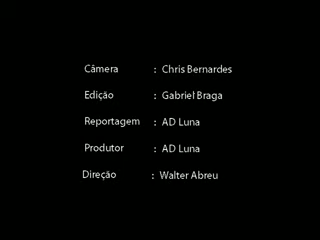 Câmera : Chris Bernardes
Edição : Gabriel Braga
Reportagem : AD Luna
Produtor : AD Luna
Direção : Walter Abreu